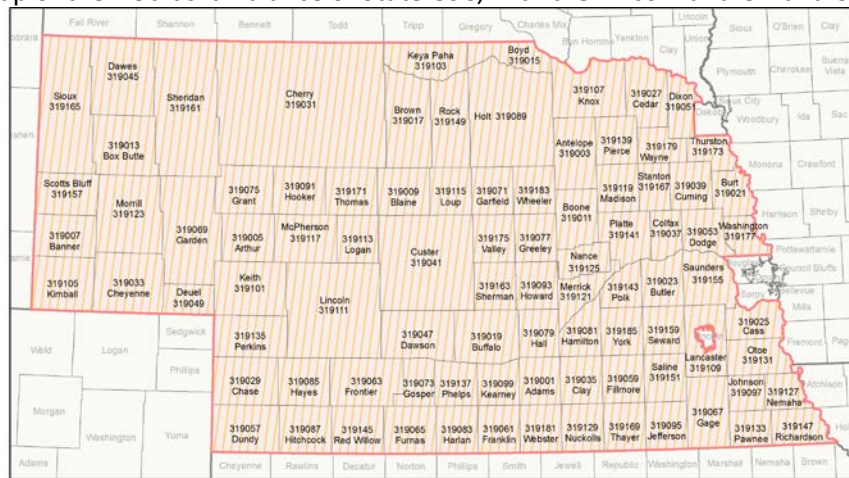 Fall River
Shannon
Bennett
Todd
Tripp
Gregory
Charles Mix
Bon Homme
Yankton
Clay
Lincoln
Union
Sioux
O'Brien
Clay
Plymouth
Cherokee
Buena
Vista
Sioux City
Dakota
Woodbury
Ida
Sac
Monona
Crawford
Harrison
Shelby
Pottawattamie
Council Bluffs
Douglas
Bellevue
Sarpy
Mills
Fremont
Page
Atchison
Sioux
319165
Dawes
319045
Sheridan
319161
Cherry
319031
Keya Paha
319103
Boyd
319015
Brown
319017
Rock
319149
Holt 319089
319107
Knox
319027
Cedar
Dixon
319051
319013
Box Butte
Antelope
319003
319139
Pierce
319179
Wayne
Thurston
319173
Scotts Bluff
319157
Morrill
319123
319069
Garden
319075
Grant
319091
Hooker
319171
Thomas
319009
Blaine
319115
Loup
319071
Garfield
319183
Wheeler
Boone
319011
319119
Madison
Stanton
319167
319039
Cuming
Burt
319021
319007
Banner
319005
Arthur
McPherson
319117
319113
Logan
Custer
319041
319175
Valley
319077
Greeley
Nance
319125
Platte
319141
Colfax
319037
319053
Dodge
Washington
319177
319105
Kimball
319033
Cheyenne
Deuel
319049
Keith
319101
Lincoln
319111
319163
Sherman
319093
Howard
Merrick
319121
319143
Polk
319023
Butler
Saunders
319155
319135
Perkins
319047
Dawson
319019
Buffalo
319079
Hall
319081
Hamilton
319185
York
319159
Seward
Lincoln
Lancaster
319109
319025
Cass
Otoe
319131
319029
Chase
319085
Hayes
319063
Frontier
319073
Gosper
319137
Phelps
319099
Kearney
319001
Adams
319035
Clay
319059
Fillmore
Saline
319151
319067
Gage
Johnson
319097
319127
Nemaha
319057
Dundy
319087
Hitchcock
319145
Red Willow
319065
Furnas
319083
Harlan
319061
Franklin
319181
Webster
319129
Nuckolls
319169
Thayer
319095
Jefferson
319133
Pawnee
319147
Richardson
Weld
Logan
Sedgwick
Phillips
Morgan
Washington
Yuma
Adams
Cheyenne
Rawlins
Decatur
Norton
Phillips
Smith
Jewell
Republic
Washington
Marshall
Nemaha
Brown